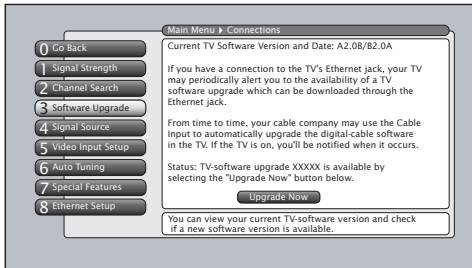 Main Menu Connections
0 Go Back
1 Signal Strength
2 Channel Search
3 Software Upgrade
4 Signal Source
5 Video Input Setup
6 Auto Tuning
7 Special Features
8 Ethernet Setup
Current TV Software Version and Date: A2.0B/B2.0A
If you have a connection to the TV's Ethernet jack, your TV
may periodically alert you to the availability of a TV
software upgrade which can be downloaded through the
Ethernet jack.
From time to time, your cable company may use the Cable
Input to automatically upgrade the digital-cable software
in the TV. If the TV is on, you'll be notified when it occurs.
Status: TV-software upgrade XXXXX is available by
selecting the "Upgrade Now" button below.
Upgrade Now
You can view your current TV-software version and check
if a new software version is available.